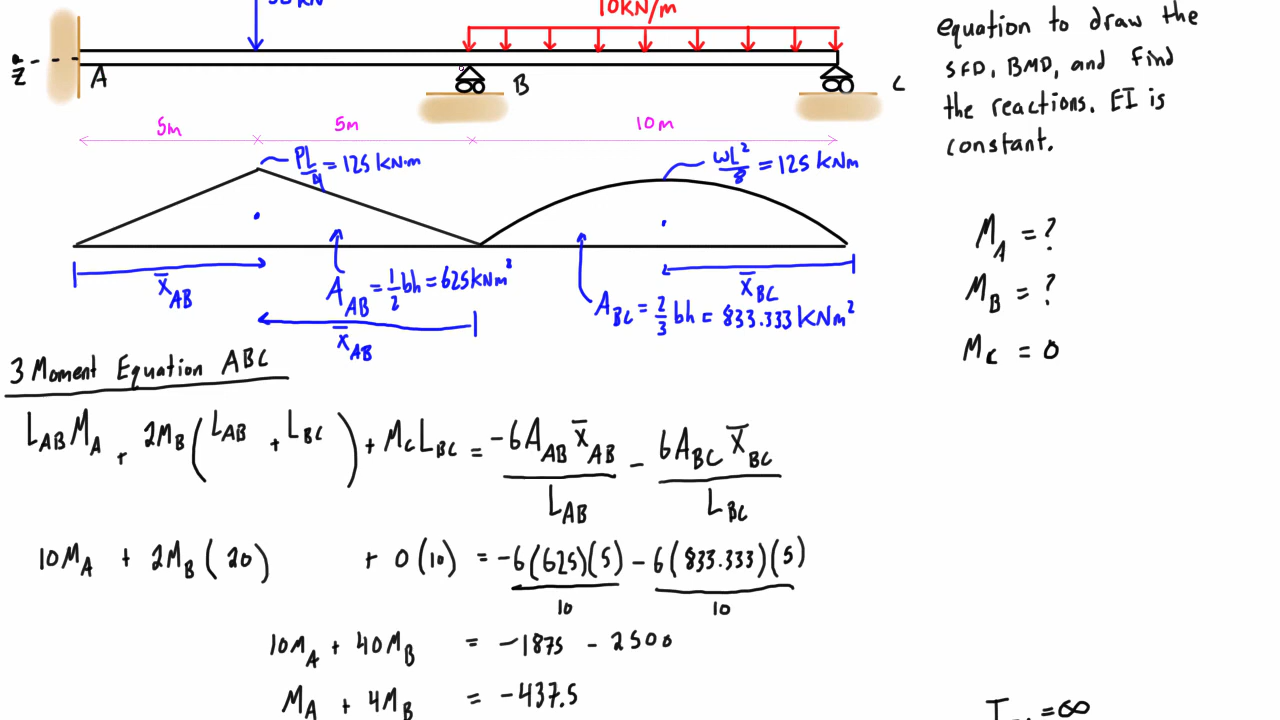 10KN/m
equation to draw the
SFD, BMD, and find
the reactions. EI is
constant.
A
B
C
5m
5m
10m
PL/4 = 125 KN·m
wL²/8 = 125 KNm
x̄AB
AAB = 1/2 bh = 625 KNm²
x̄AB
ABC = 2/3 bh = 833.333 KNm²
x̄BC
MA = ?
MB = ?
MC = 0
3 Moment Equation ABC
LAB MA + 2MB (LAB + LBC) + MC LBC = -6AAB x̄AB / LAB - 6ABC x̄BC / LBC
10MA + 2MB (20) + 0(10) = -6(625)(5) / 10 - 6(833.333)(5) / 10
10MA + 40MB = -1875 - 2500
MA + 4MB = -437.5
= ∞